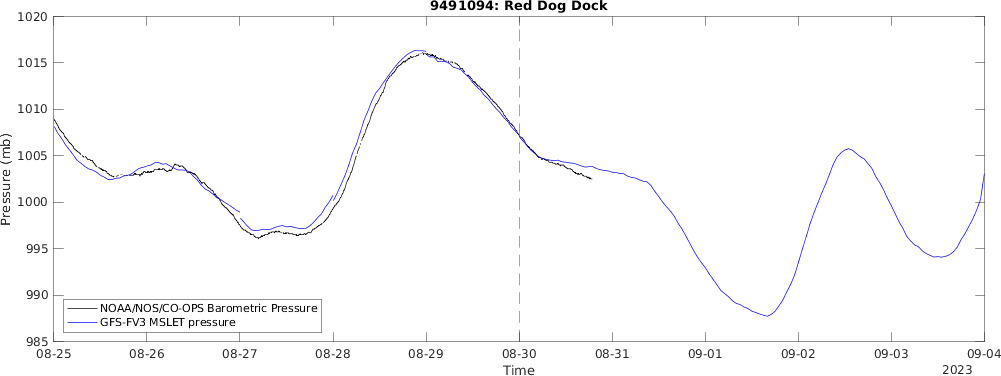 9491094: Red Dog Dock
Pressure (mb)
1020
1015
1010
1005
1000
995
990
985
NOAA/NOS/CO-OPS Barometric Pressure
GFS-FV3 MSLET pressure
08-25 08-26 08-27 08-28 08-29 08-30 08-31 09-01 09-02 09-03 09-04
Time
2023